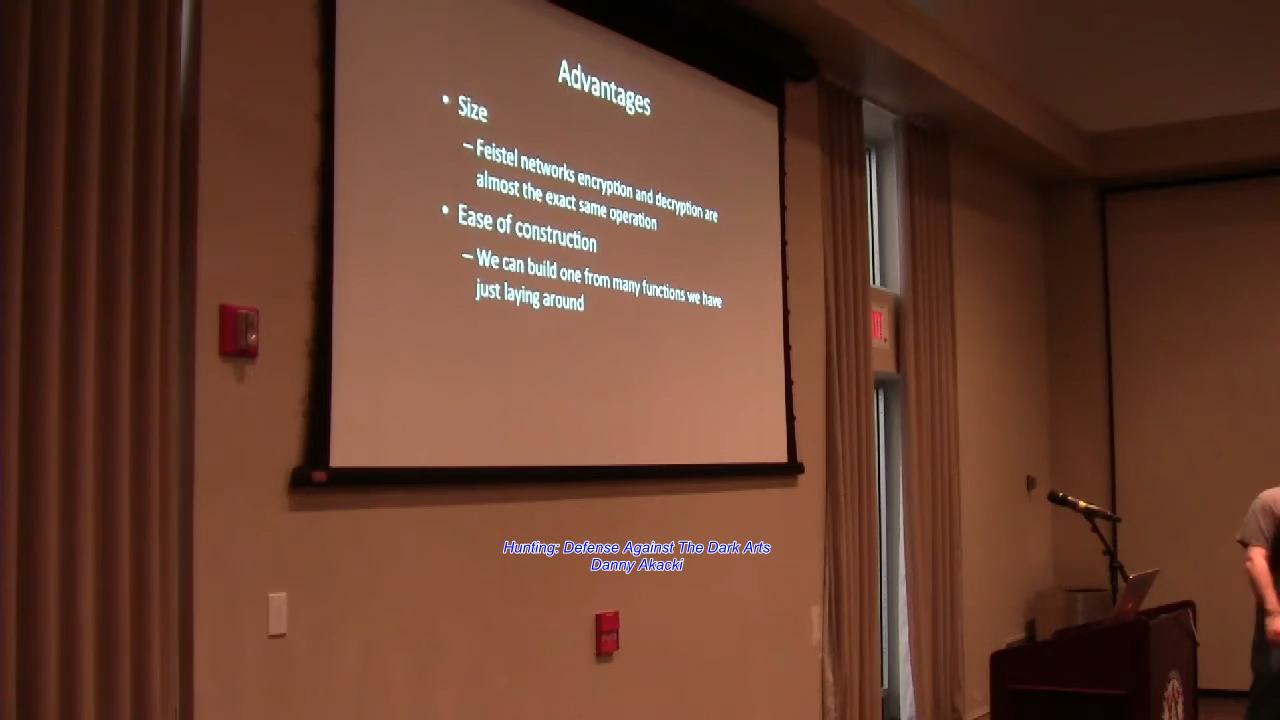 Advantages
• Size
– Feistel networks encryption and decryption are
almost the exact same operation
• Ease of construction
– We can build one from many functions we have
just laying around
Hunting: Defense Against The Dark Arts
Danny Akacki